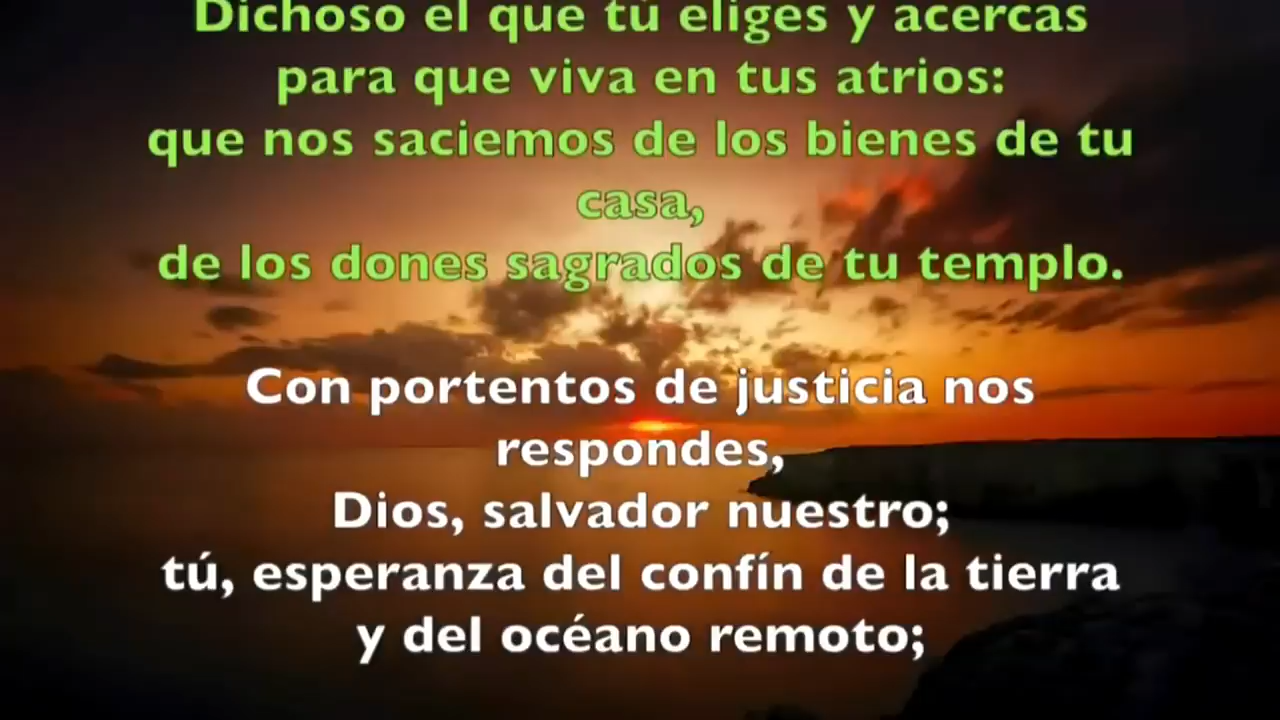 Dichoso el que tú eliges y acercas
para que viva en tus atrios:
que nos saciemos de los bienes de tu
casa,
de los dones sagrados de tu templo.
Con portentos de justicia nos
respondes,
Dios, salvador nuestro;
tú, esperanza del confín de la tierra
y del océano remoto;